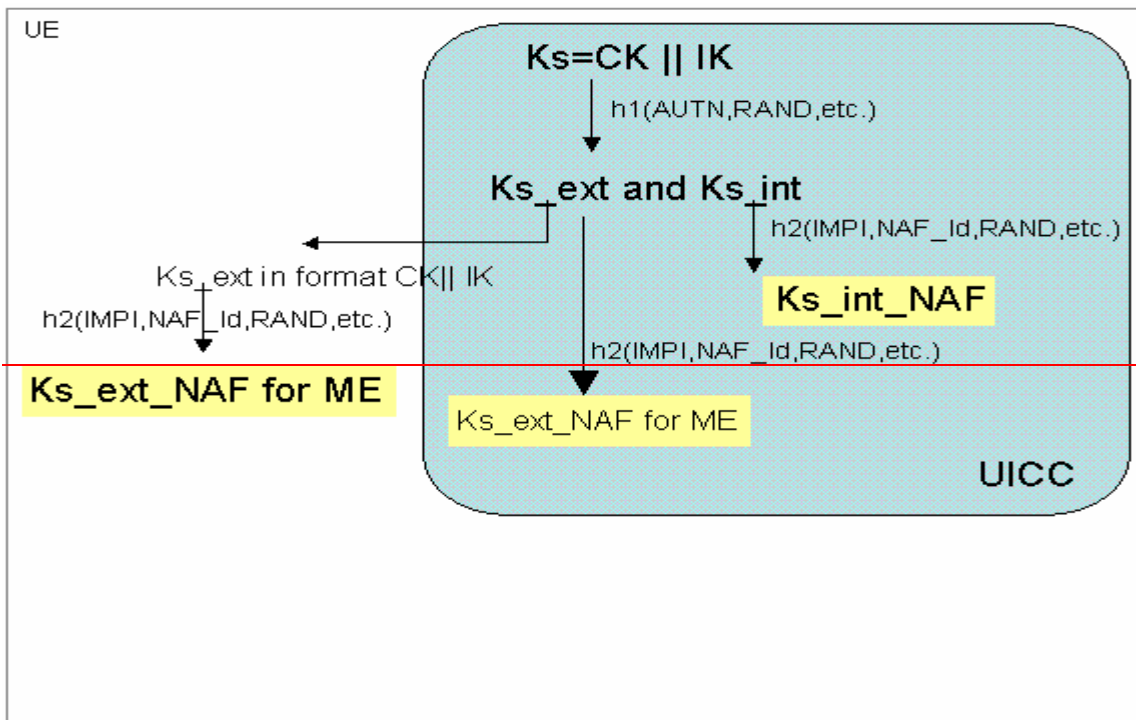 UE
Ks=CK || IK
h1(AUTN,RAND,etc.)
Ks_ext and Ks_int
h2(IMPI,NAF_Id,RAND,etc.)
Ks_ext in format CK|| IK
Ks_int_NAF
h2(IMPI,NAF_Id,RAND,etc.)
h2(IMPI,NAF_Id,RAND,etc.)
Ks_ext_NAF for ME
Ks_ext_NAF for ME
UICC